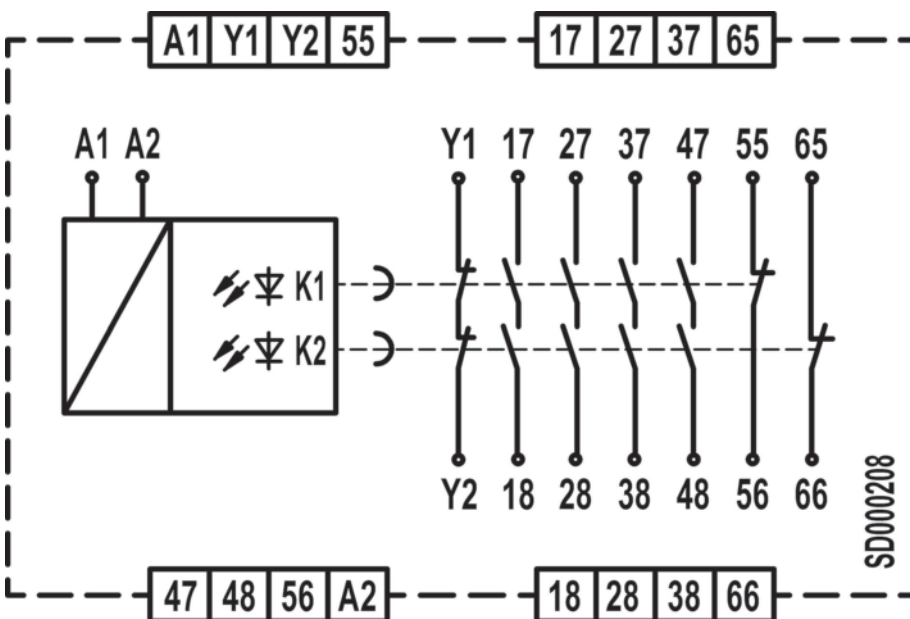 A1 Y1 Y2 55 17 27 37 65
A1 A2 Y1 17 27 37 47 55 65
K1
K2
Y2 18 28 38 48 56 66
SD000208
47 48 56 A2 18 28 38 66